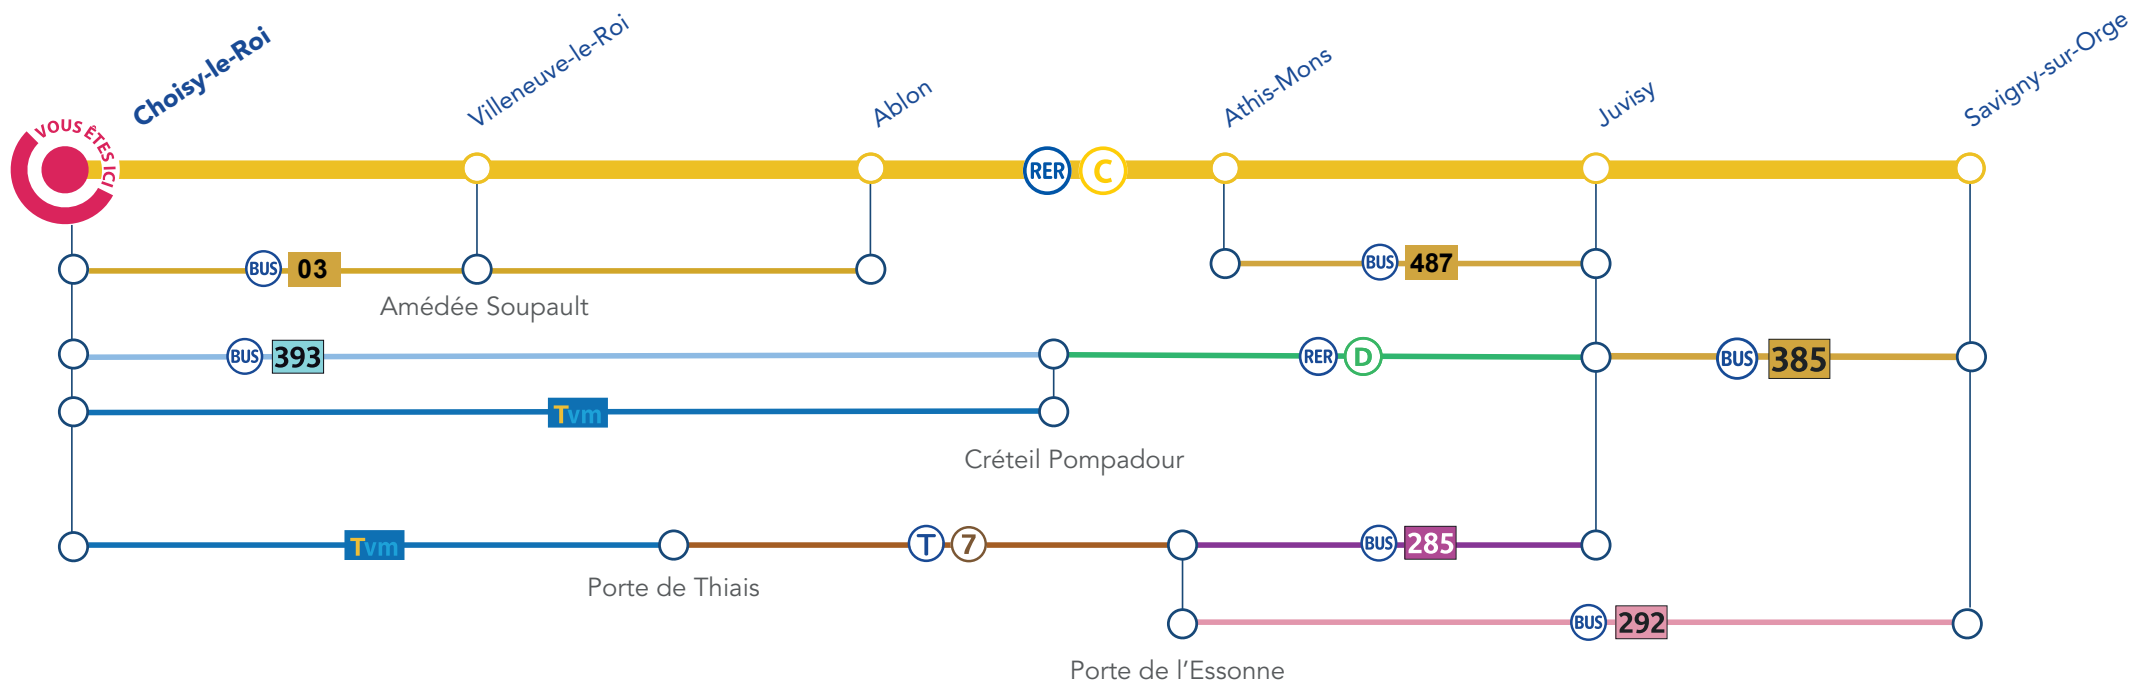 Choisy-le-Roi
Villeneuve-le-Roi
Ablon
Athis-Mons
Juvisy
Savigny-sur-Orge
VOUS ÊTES ICI
RER C
BUS 03
BUS 487
Amédée Soupault
BUS 393
RER D
BUS 385
Tvm
Créteil Pompadour
Tvm
T 7
BUS 285
Porte de Thiais
BUS 292
Porte de l'Essonne